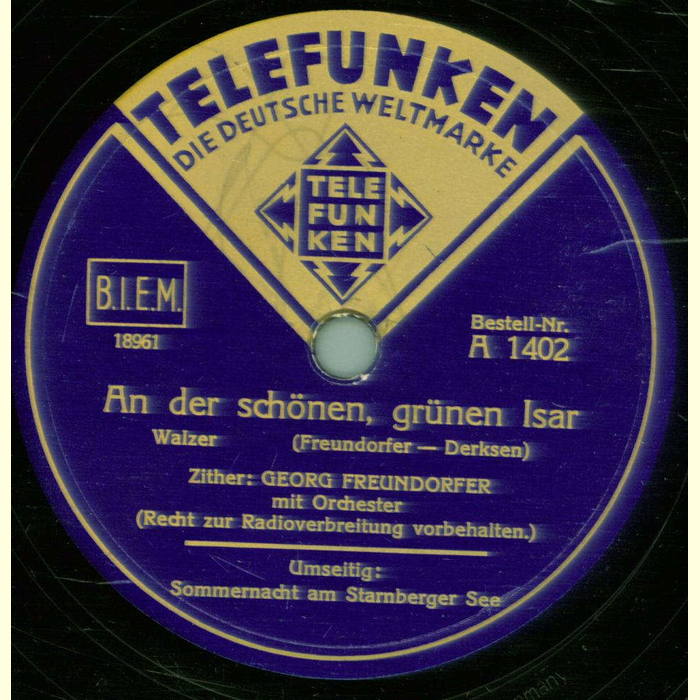 TELEFUNKEN
DIE DEUTSCHE WELTMARKE
TELE
FUN
KEN
B.I.E.M.
18961
Bestell-Nr.
A 1402
An der schönen, grünen Isar
Walzer (Freundorfer — Derksen)
Zither: GEORG FREUNDORFER
mit Orchester
(Recht zur Radioverbreitung vorbehalten.)
Umseitig:
Sommernacht am Starnberger See